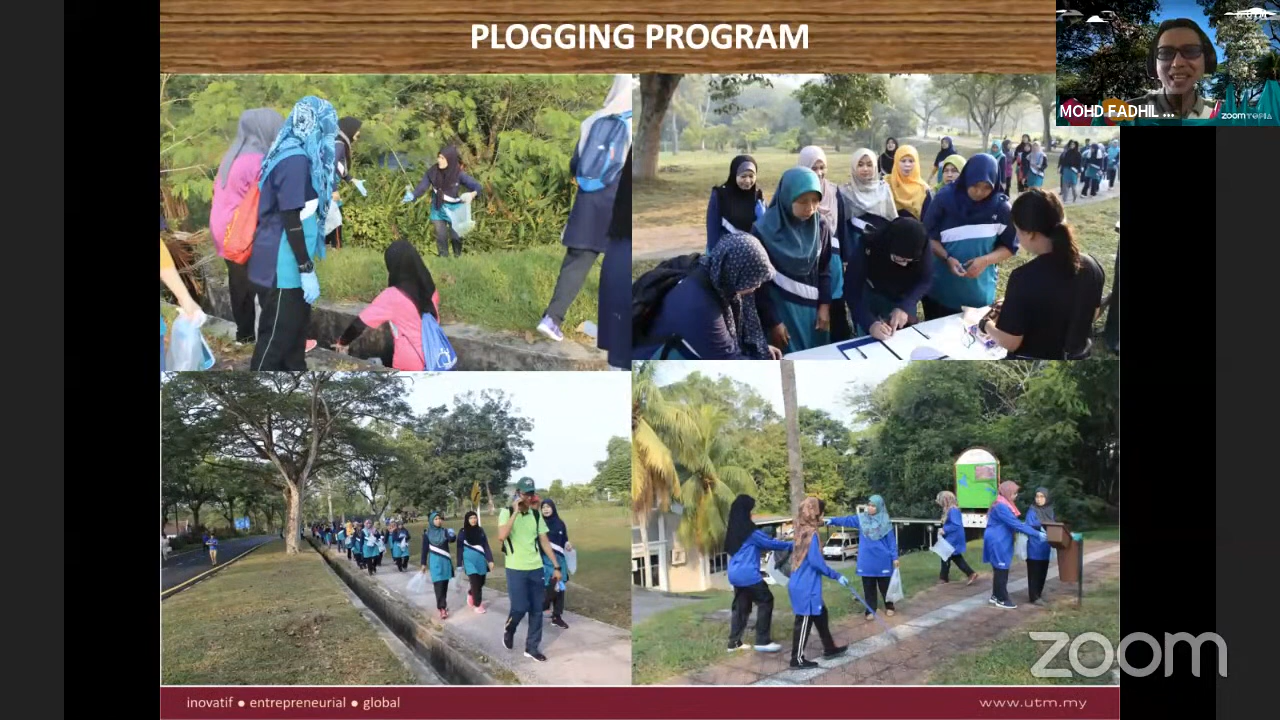 PLOGGING PROGRAM
MOHD FADHIL ...
zoomTOPIA
inovatif ● entrepreneurial ● global
www.utm.my
zoom